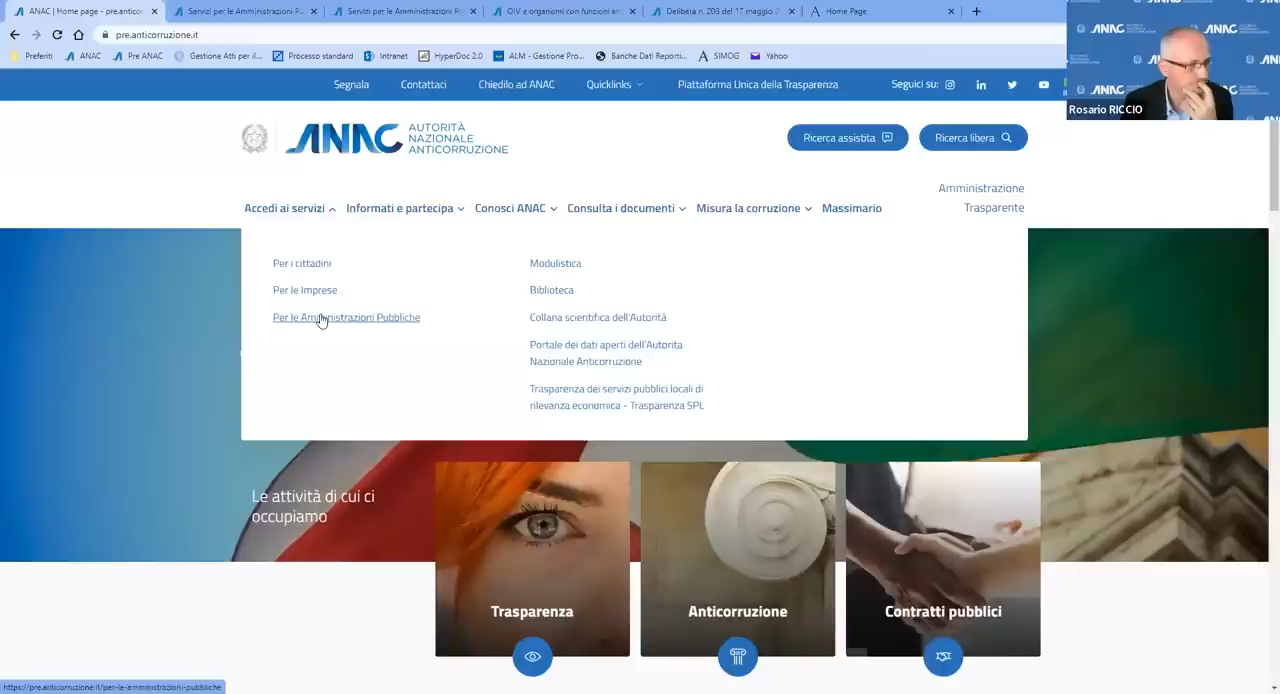 ANAC | Home page - pre.antico
Servizi per le Amministrazioni P
Servizi per le Amministrazioni P
OIV e organismi con funzioni an
Delibera n. 203 del 17 maggio 2
Home Page
pre.anticorruzione.it
Preferiti
ANAC
Pre ANAC
Gestione Atti per il...
Processo standard
Intranet
HyperDoc 2.0
ALM - Gestione Pro...
Banche Dati Reporti...
SIMOG
Yahoo
Segnala
Contattaci
Chiedilo ad ANAC
Quicklinks
Piattaforma Unica della Trasparenza
Seguici su:
Rosario RICCIO
ANAC
AUTORITÀ
NAZIONALE
ANTICORRUZIONE
Ricerca assistita
Ricerca libera
Amministrazione
Trasparente
Accedi ai servizi
Informati e partecipa
Conosci ANAC
Consulta i documenti
Misura la corruzione
Massimario
Per i cittadini
Per le Imprese
Per le Amministrazioni Pubbliche
Modulistica
Biblioteca
Collana scientifica dell'Autorità
Portale dei dati aperti dell'Autorita
Nazionale Anticorruzione
Trasparenza dei servizi pubblici locali di
rilevanza economica - Trasparenza SPL
Le attività di cui ci
occupiamo
Trasparenza
Anticorruzione
Contratti pubblici
https://pre.anticorruzione.it/per-le-amministrazioni-pubbliche